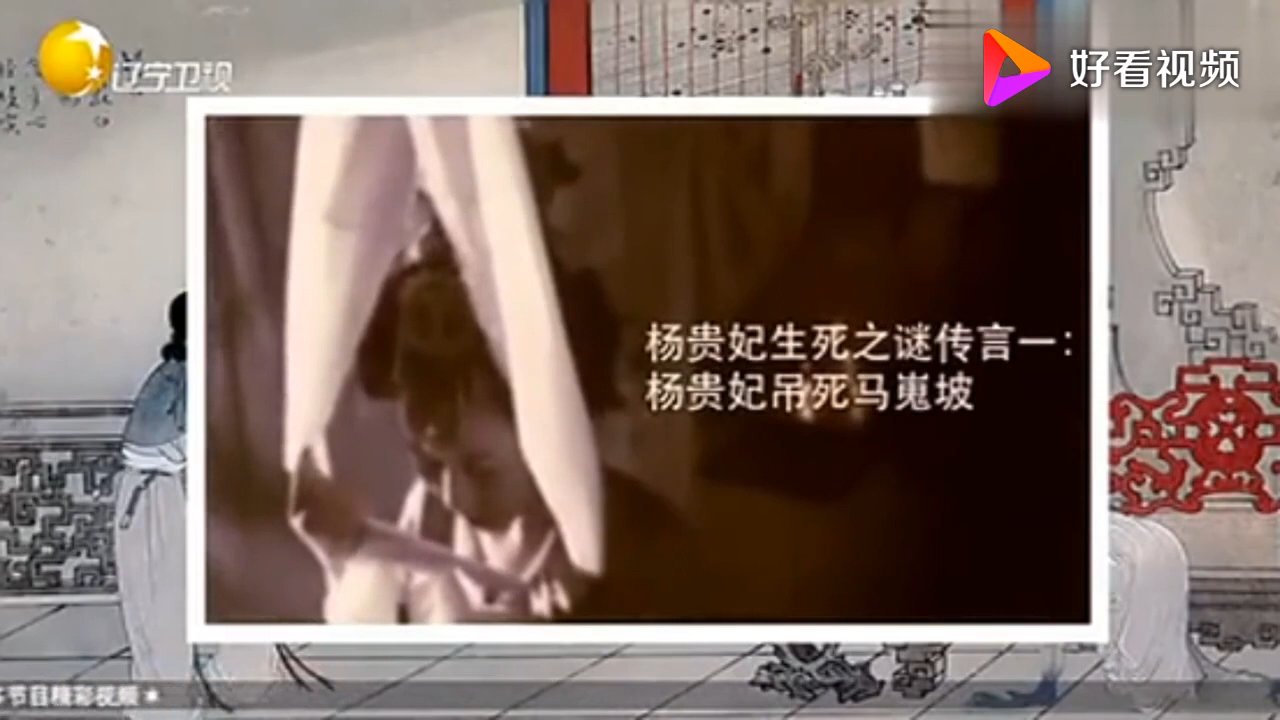 辽宁卫视
好看视频
杨贵妃生死之谜传言一：
杨贵妃吊死马嵬坡
节目精彩视频★